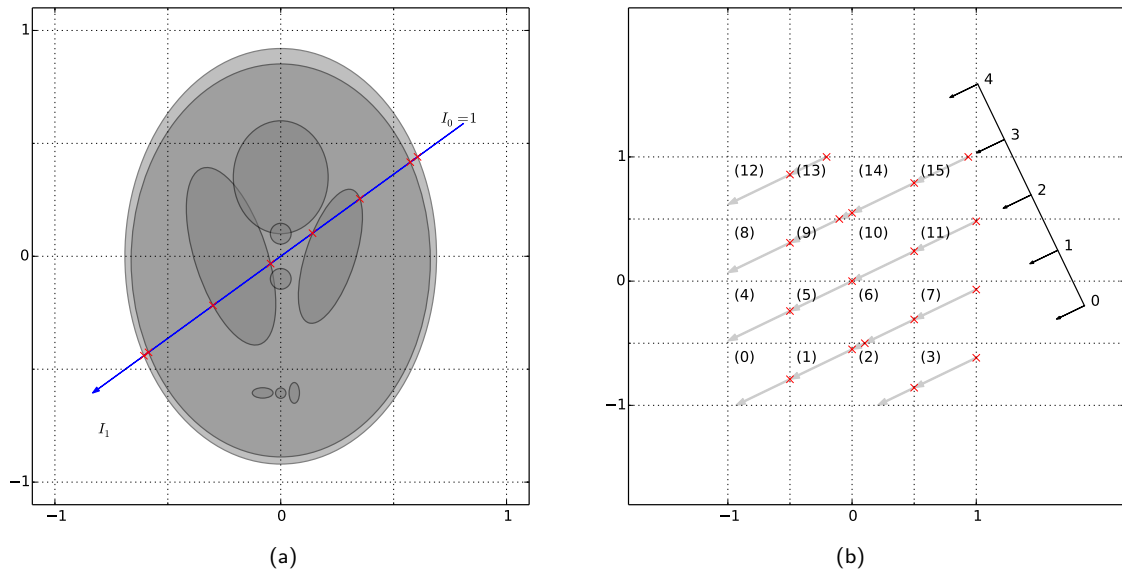 1
0
−1
−1
0
1
I₀ = 1
I₁
(a)
4
3
2
1
0
1
(12) (13) (14) (15)
(8) (9) (10) (11)
0
(4) (5) (6) (7)
(0) (1) (2) (3)
−1
−1
0
1
(b)